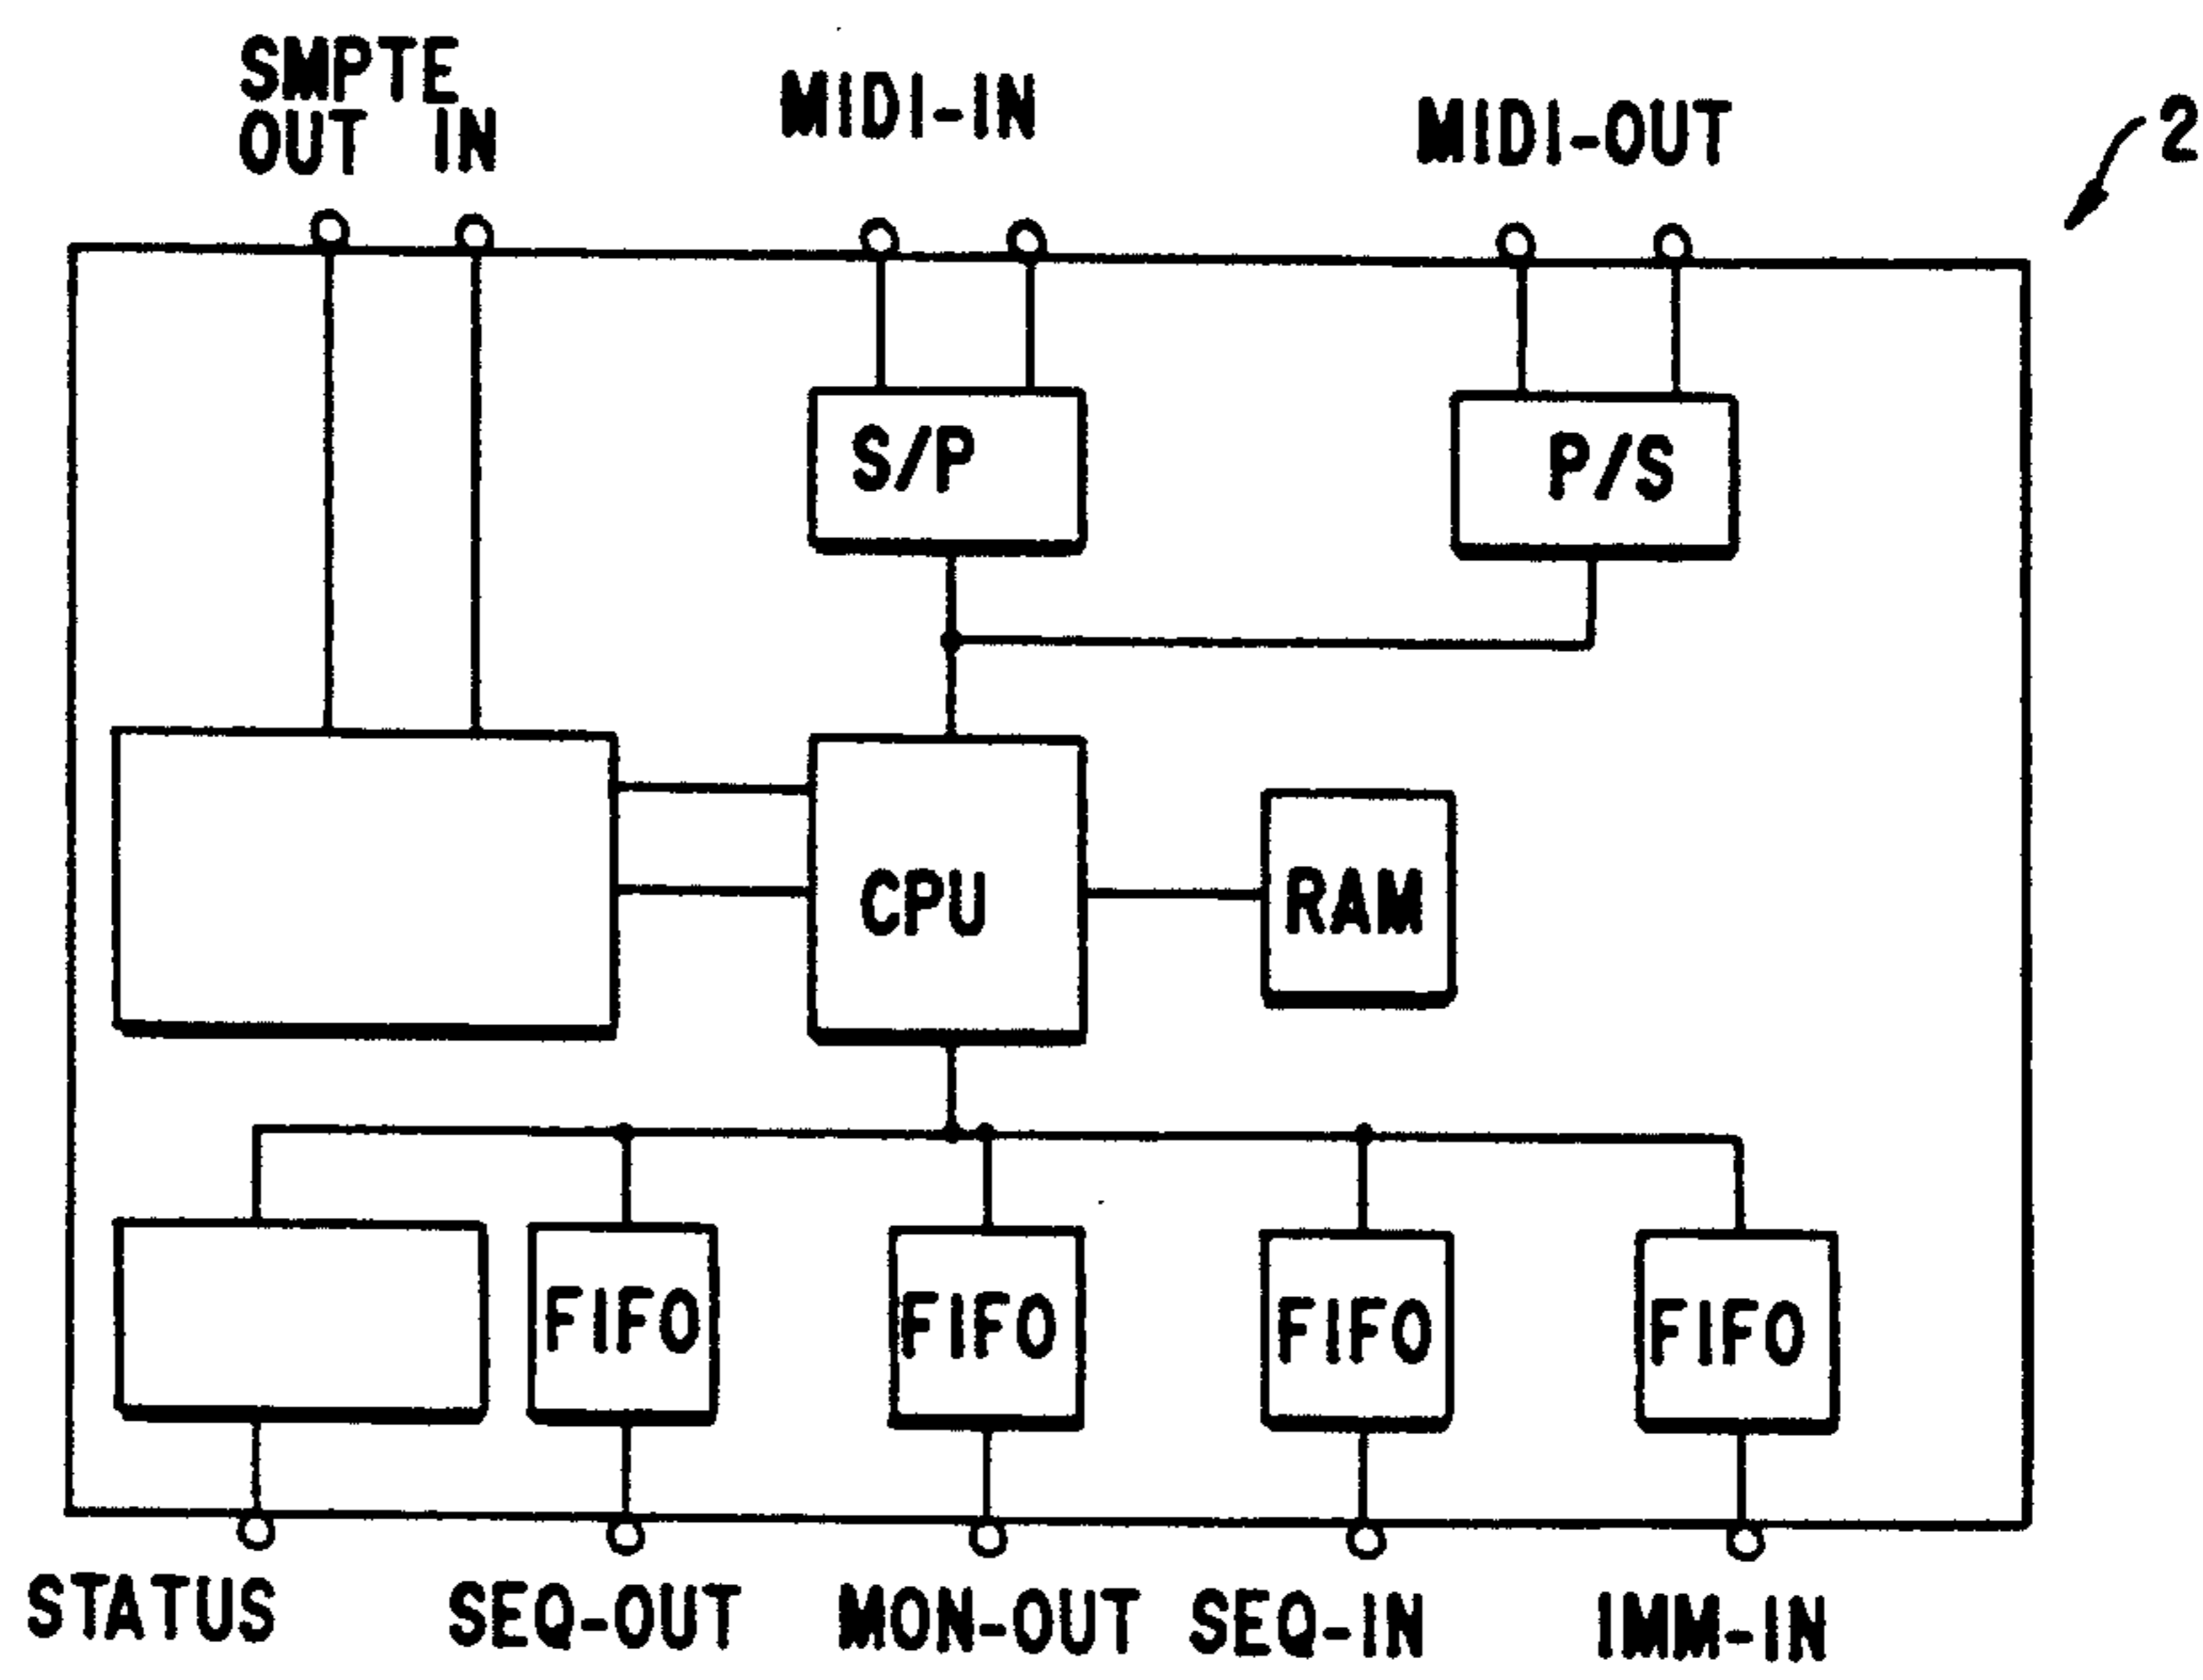 SMPTE
OUT IN
MIDI-IN
MIDI-OUT
2
S/P
P/S
CPU
RAM
FIFO
FIFO
FIFO
FIFO
STATUS
SEQ-OUT
MON-OUT
SEQ-IN
IMM-IN